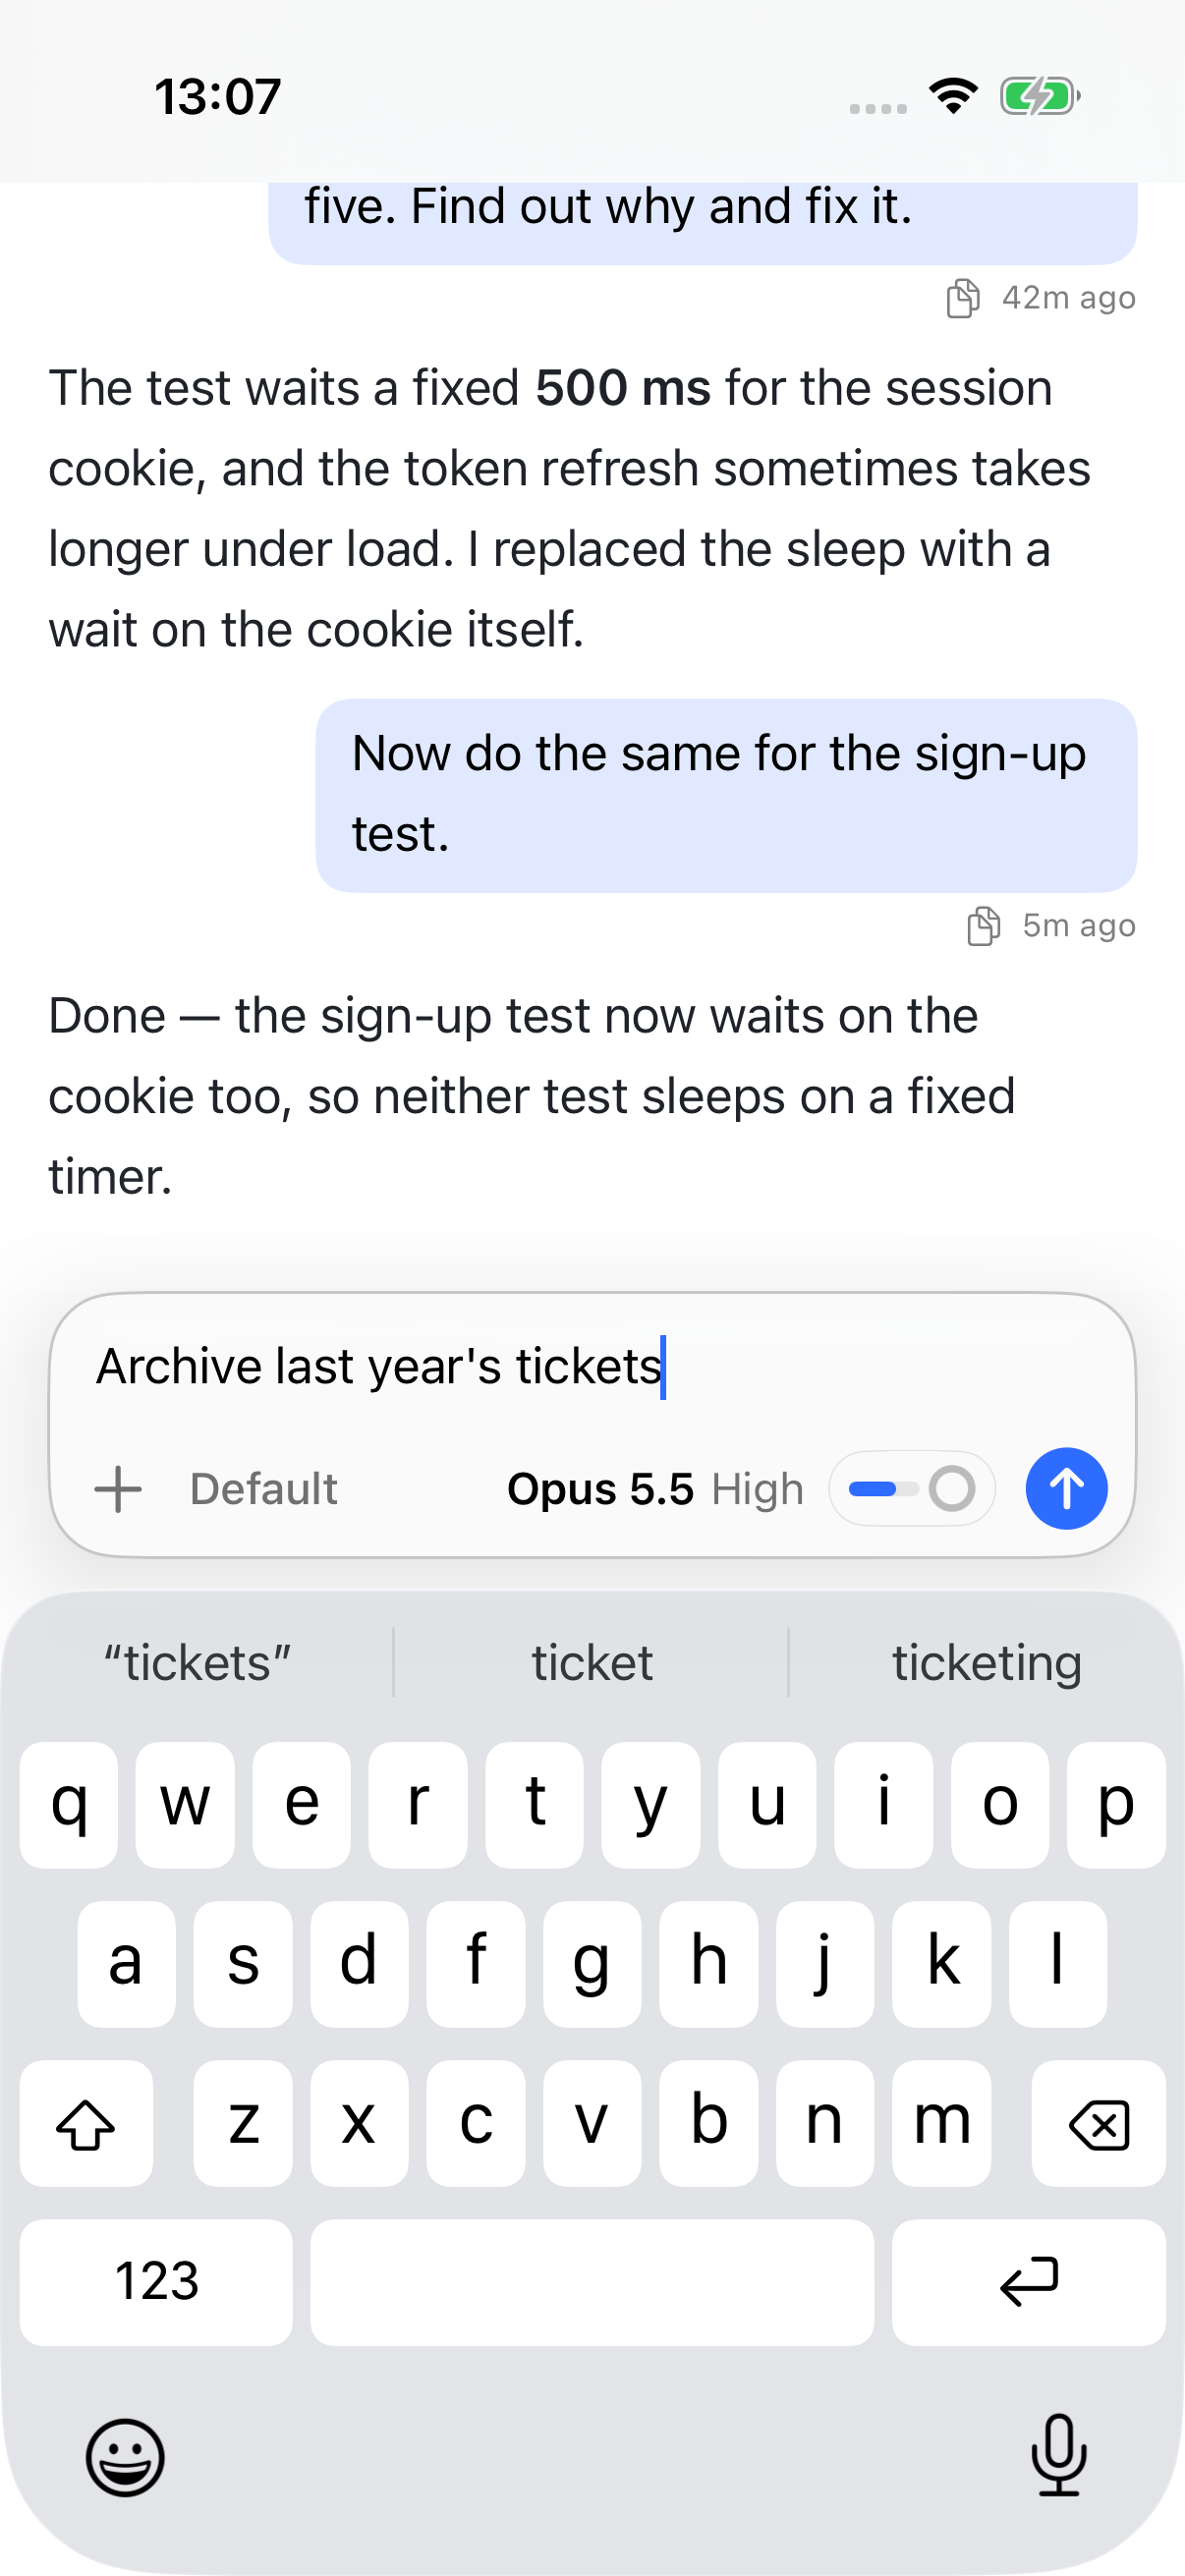 13:07
five. Find out why and fix it.
42m ago
The test waits a fixed 500 ms for the session
cookie, and the token refresh sometimes takes
longer under load. I replaced the sleep with a
wait on the cookie itself.
Now do the same for the sign-up
test.
5m ago
Done — the sign-up test now waits on the
cookie too, so neither test sleeps on a fixed
timer.
Archive last year's tickets
Default Opus 5.5 High
“tickets” ticket ticketing
q w e r t y u i o p
a s d f g h j k l
z x c v b n m
123